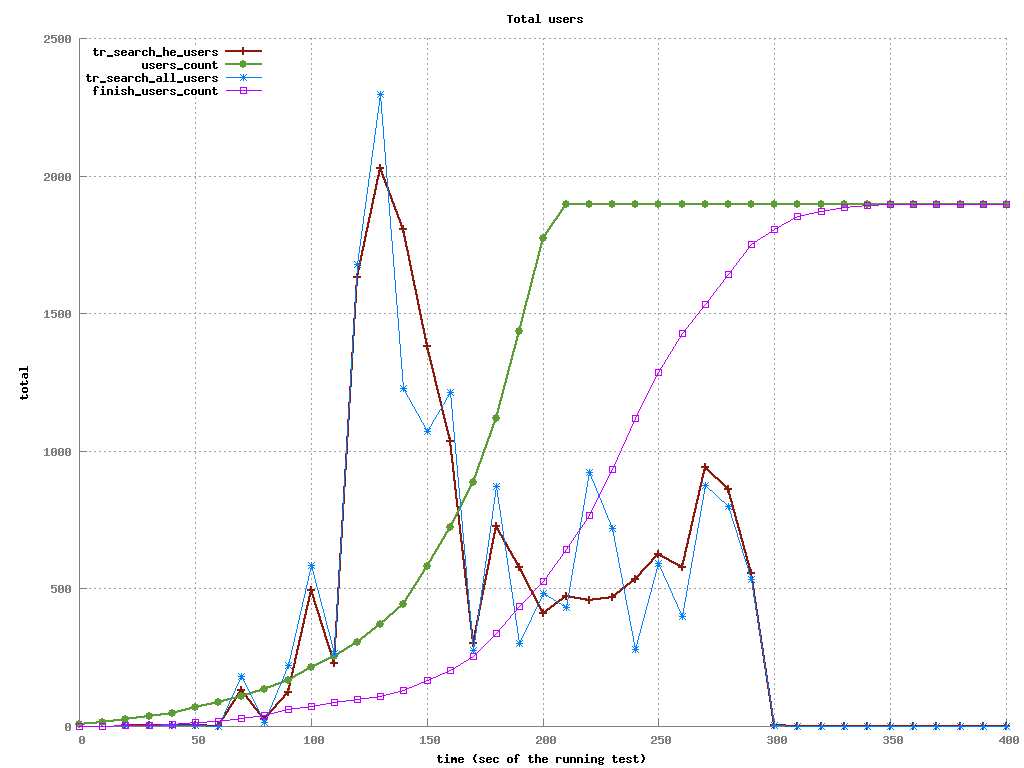 Total users
2500
2000
1500
1000
500
0
total
tr_search_he_users
users_count
tr_search_all_users
finish_users_count
0 50 100 150 200 250 300 350 400
time (sec of the running test)